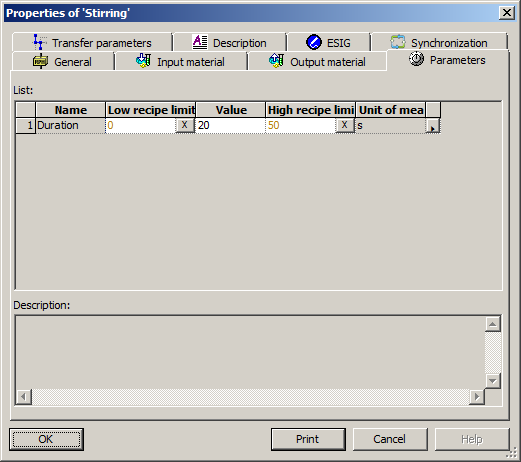 Properties of 'Stirring'
Transfer parameters Description ESIG Synchronization
General Input material Output material Parameters
List:
Name Low recipe limit Value High recipe limi Unit of mea
1 Duration 0 X 20 50 X s
Description:
OK Print Cancel Help